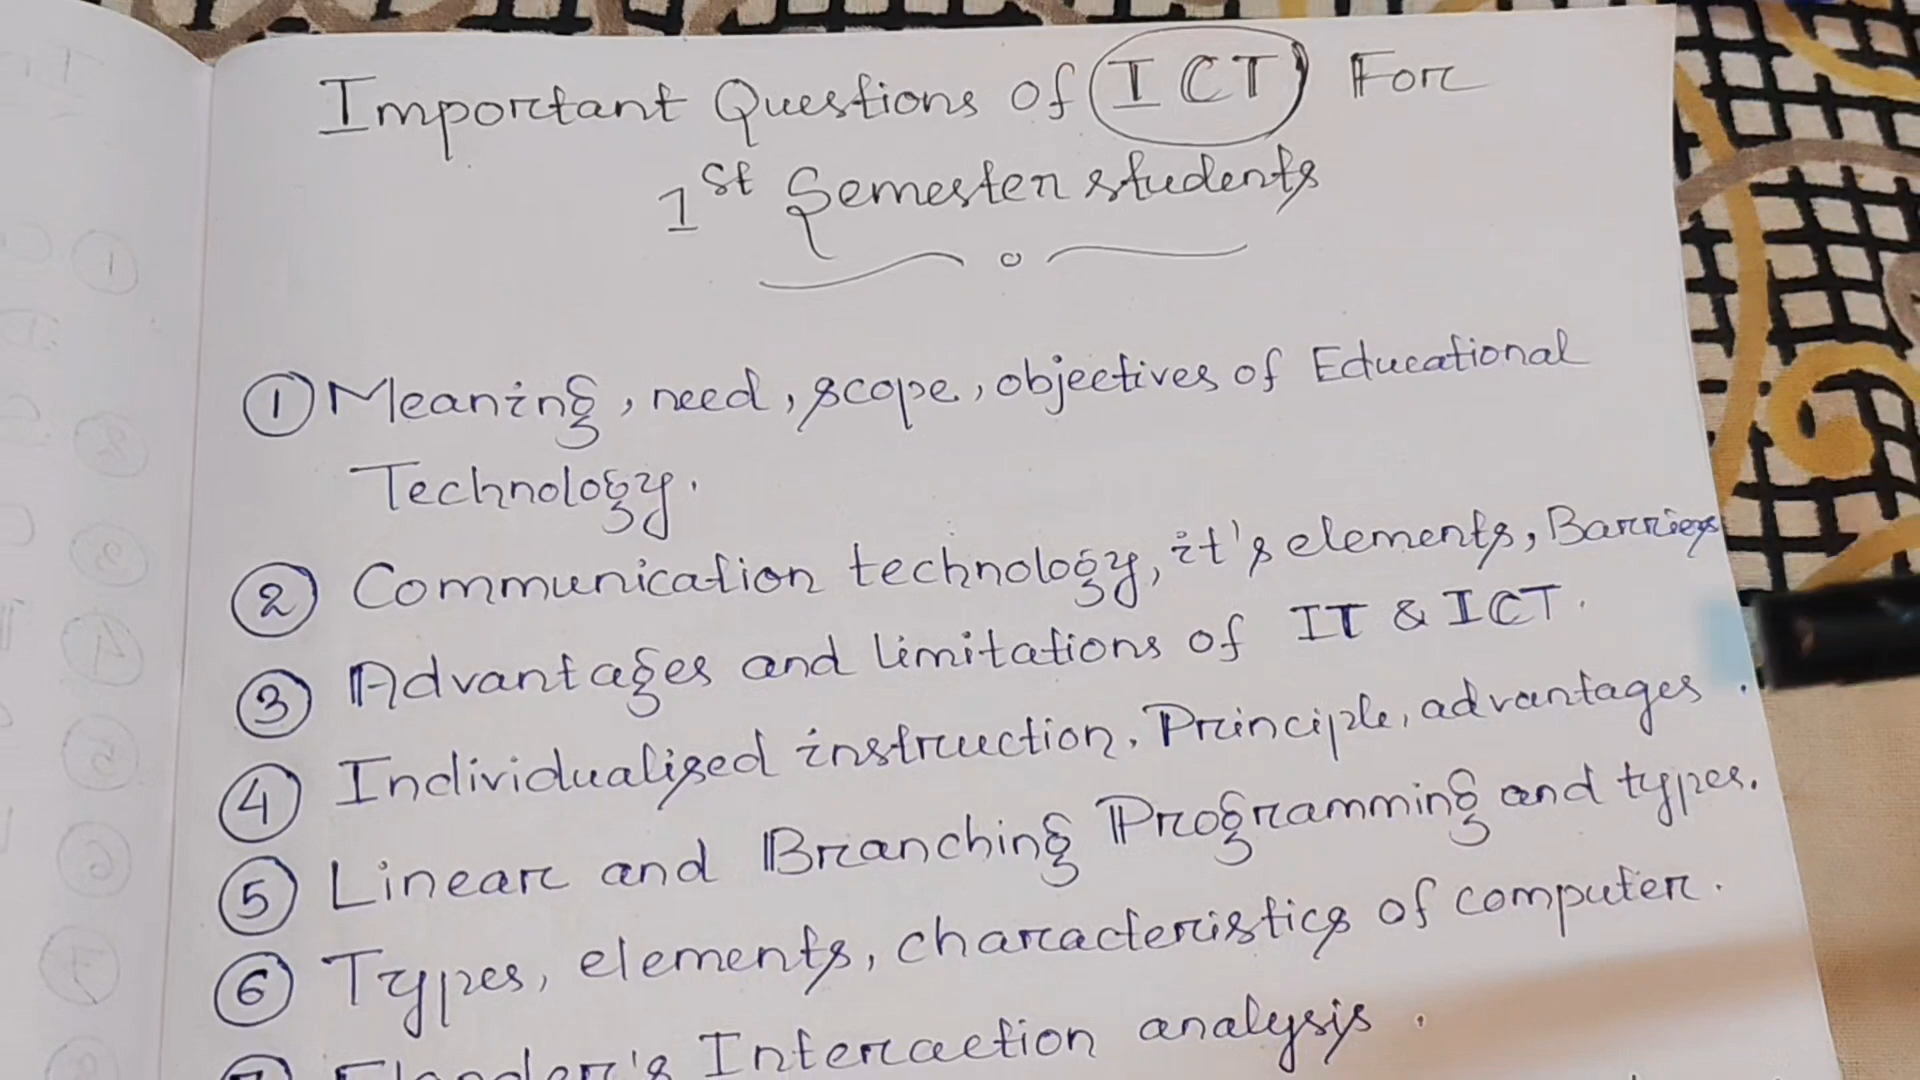 Important Questions of ICT For
1st Semester students
① Meaning, need, scope, objectives of Educational
Technology.
② Communication technology, it's elements, Barriers
③ Advantages and limitations of IT & ICT.
④ Individualised instruction, Principle, advantages.
⑤ Linear and Branching Programming and types.
⑥ Types, elements, characteristics of computer.
⑦ Flander's Interaction analysis.